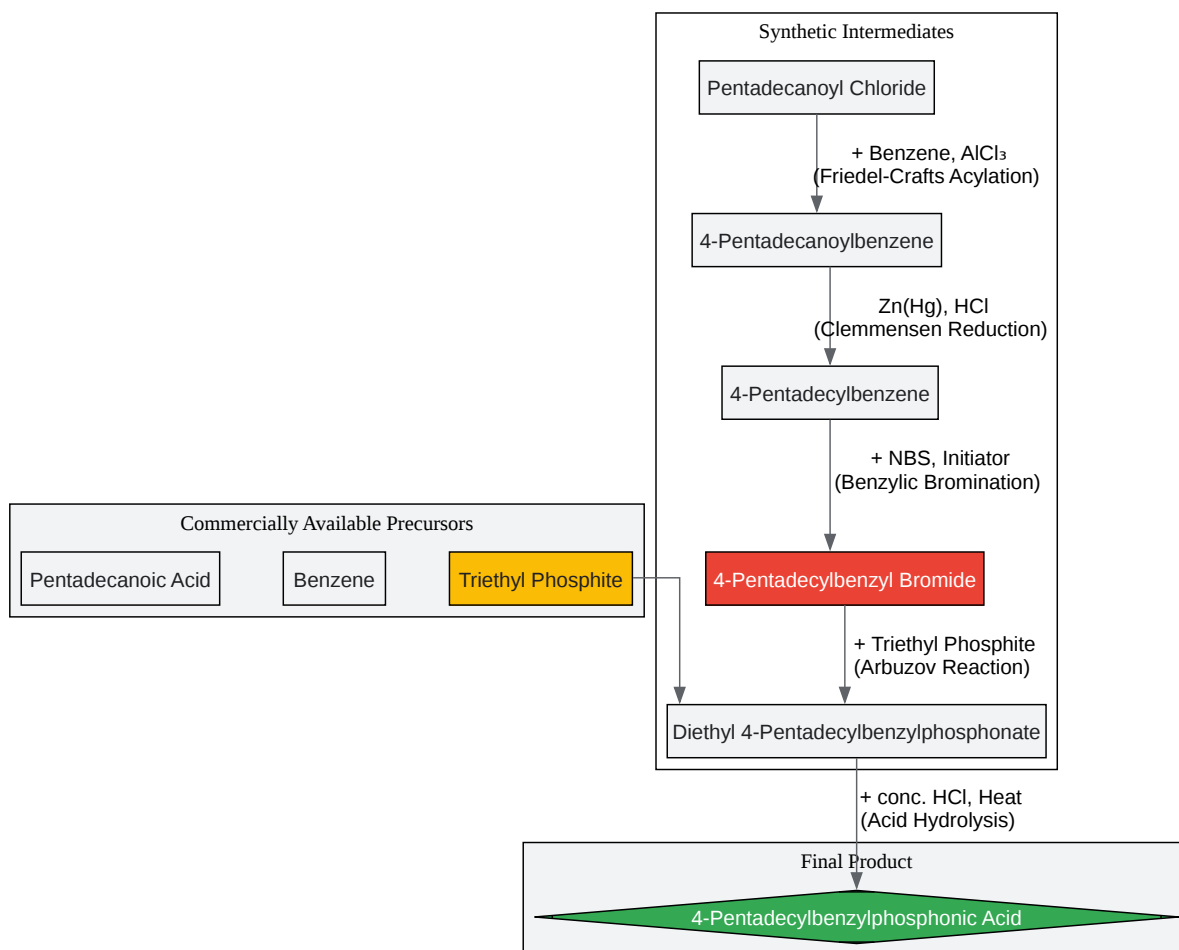 Synthetic Intermediates
Pentadecanoyl Chloride
+ Benzene, AlCl₃
(Friedel-Crafts Acylation)
4-Pentadecanoylbenzene
Zn(Hg), HCl
(Clemmensen Reduction)
4-Pentadecylbenzene
+ NBS, Initiator
(Benzylic Bromination)
Commercially Available Precursors
Pentadecanoic Acid
Benzene
Triethyl Phosphite
4-Pentadecylbenzyl Bromide
+ Triethyl Phosphite
(Arbuzov Reaction)
Diethyl 4-Pentadecylbenzylphosphonate
+ conc. HCl, Heat
(Acid Hydrolysis)
Final Product
4-Pentadecylbenzylphosphonic Acid